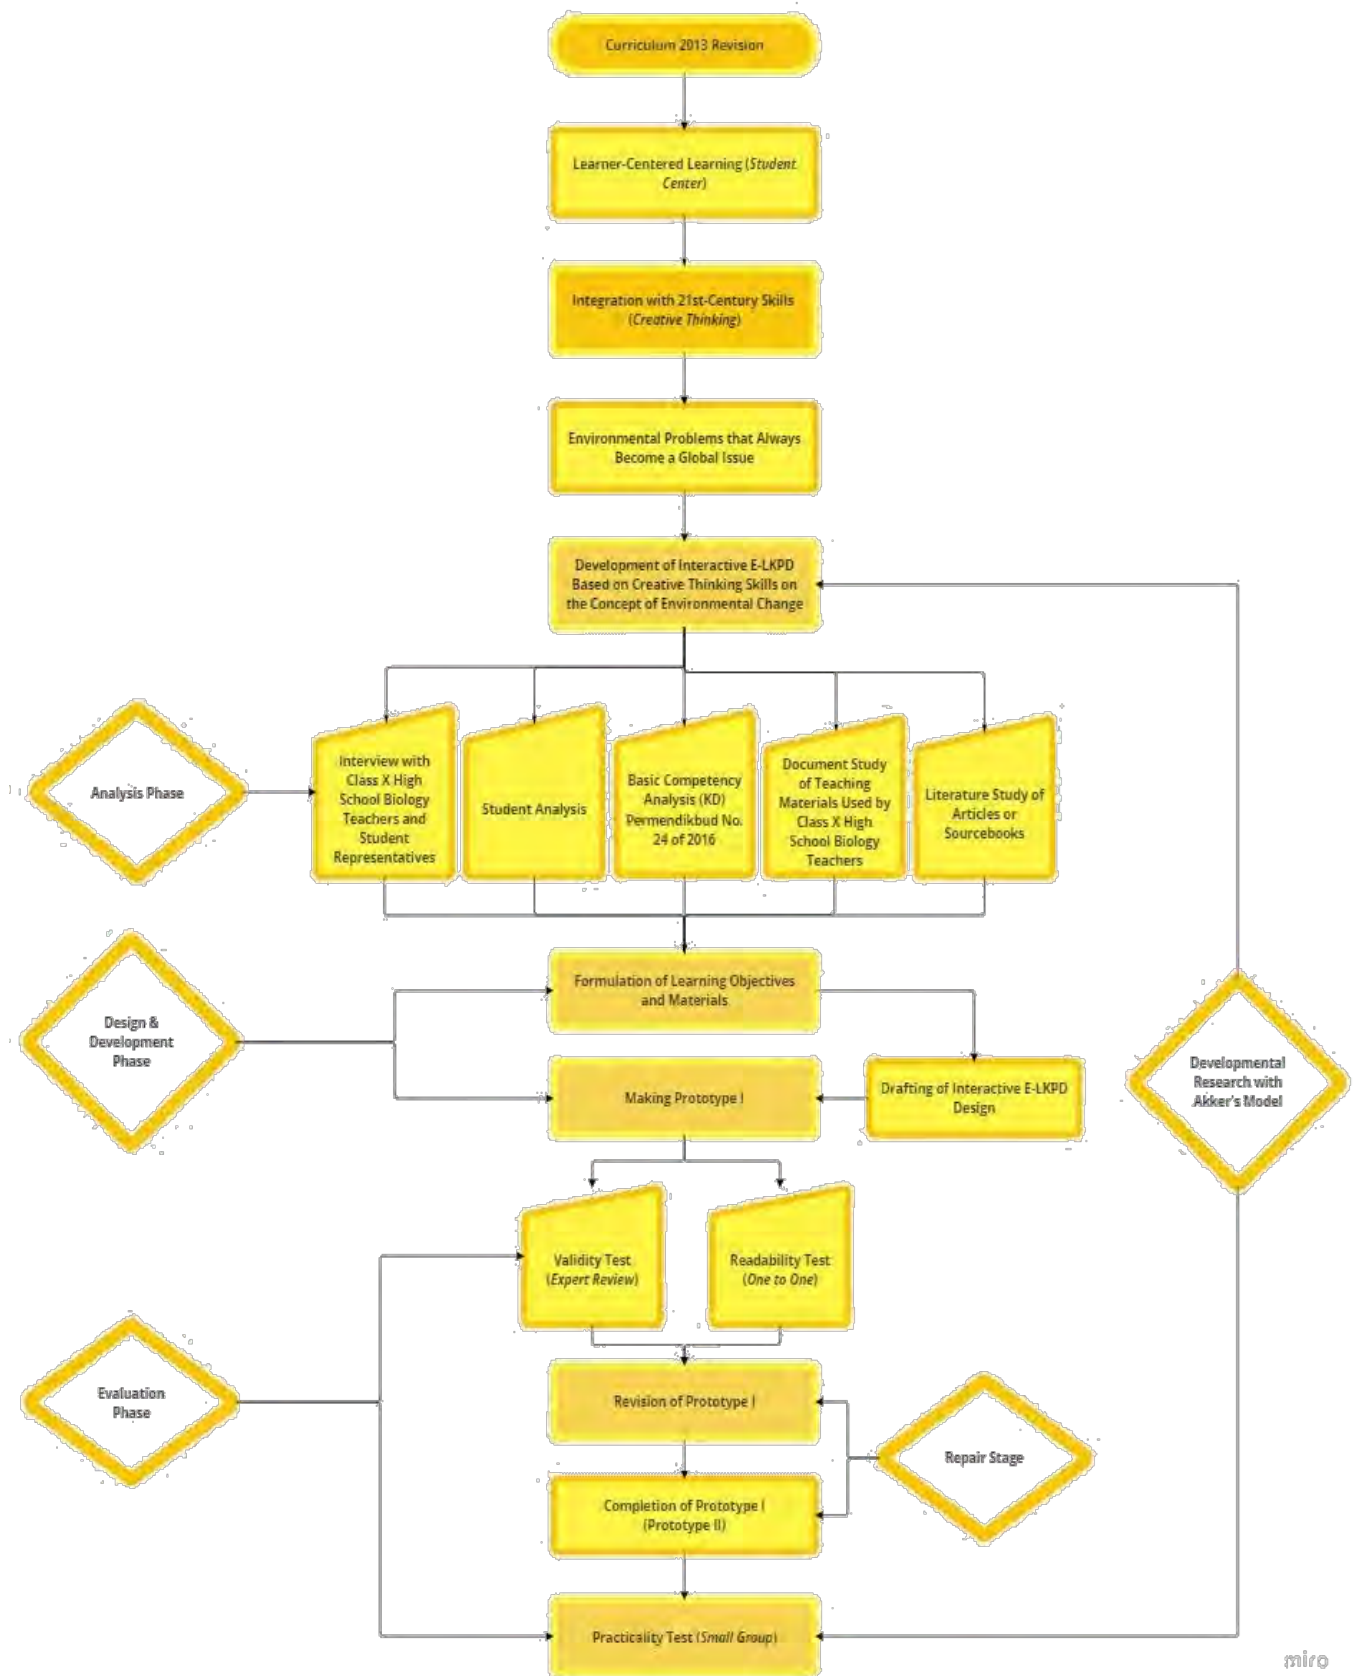 Curriculum 2013 Revision
Learner-Centered Learning (Student
Center)
Integration with 21st-Century Skills
(Creative Thinking)
Environmental Problems that Always
Become a Global Issue
Development of Interactive E-LKPD
Based on Creative Thinking Skills on
the Concept of Environmental Change
Analysis Phase
Interview with
Class X High
School Biology
Teachers and
Student
Representatives
Student Analysis
Basic Competency
Analysis (KD)
Permendikbud No.
24 of 2016
Document Study
of Teaching
Materials Used by
Class X High
School Biology
Teachers
Literature Study of
Articles or
Sourcebooks
Design &
Development
Phase
Formulation of Learning Objectives
and Materials
Making Prototype I
Drafting of Interactive E-LKPD
Design
Developmental
Research with
Akker's Model
Validity Test
(Expert Review)
Readability Test
(One to One)
Evaluation
Phase
Revision of Prototype I
Repair Stage
Completion of Prototype I
(Prototype II)
Practicality Test (Small Group)
miro